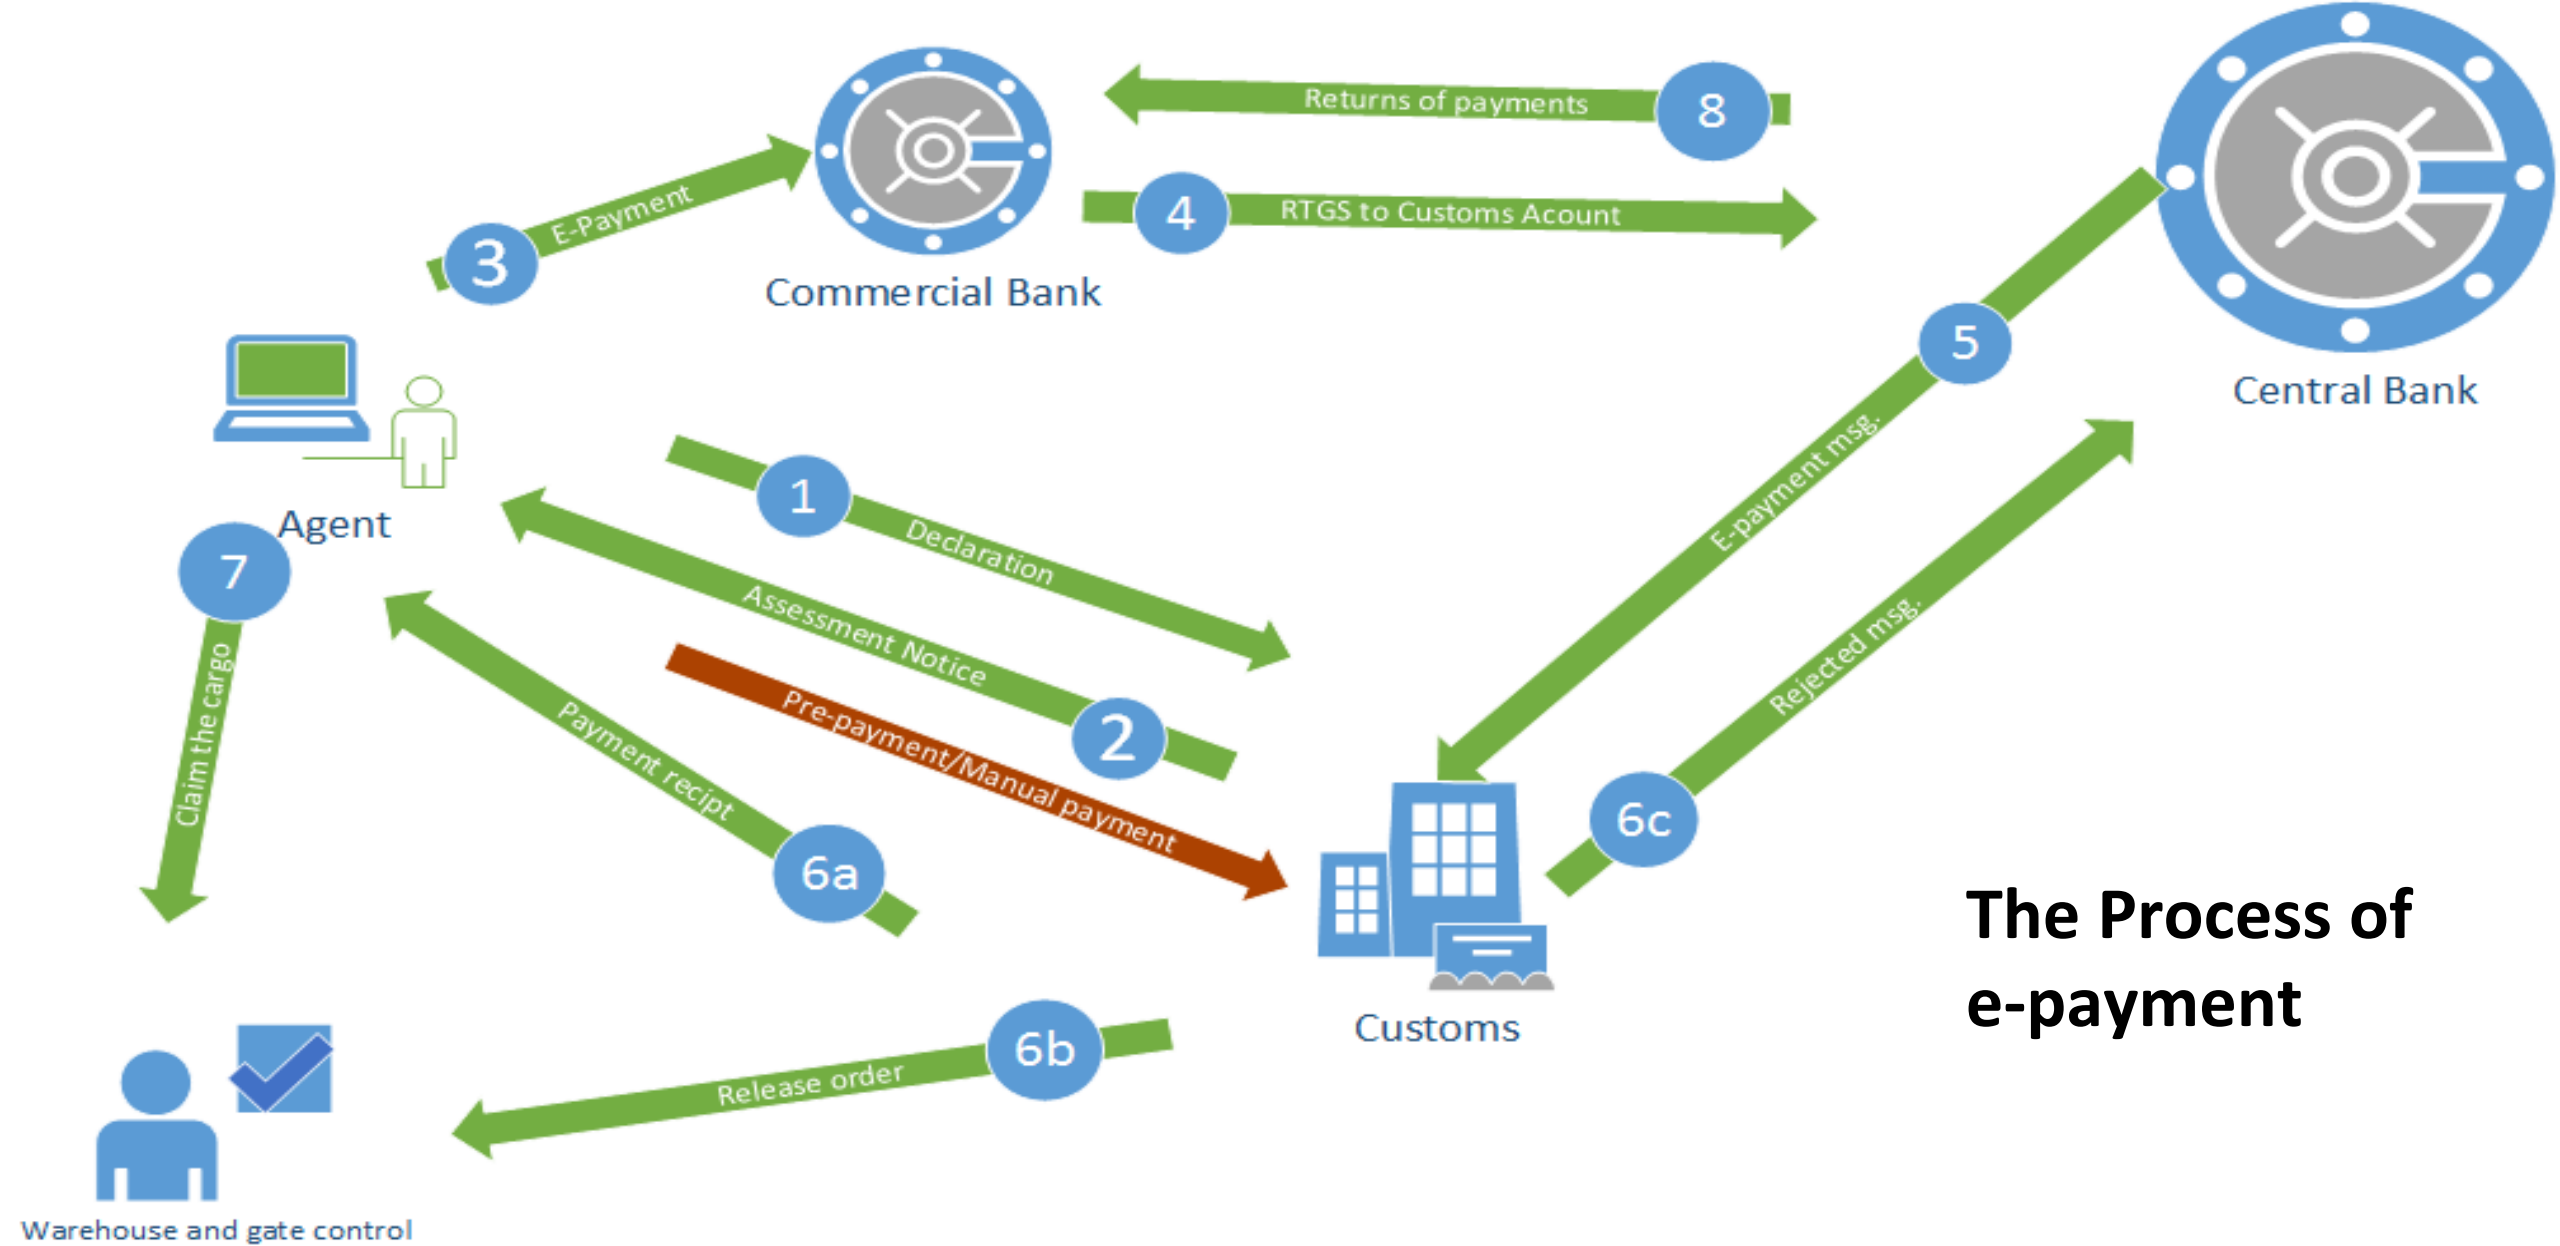 Returns of payments
8
E-Payment
3
4
RTGS to Customs Acount
Commercial Bank
5
Central Bank
E-payment msg.
1
Declaration
Agent
7
Assessment Notice
2
Rejected msg.
6c
Claim the cargo
Payment recipt
6a
Pre-payment/Manual payment
The Process of
e-payment
Customs
6b
Release order
Warehouse and gate control